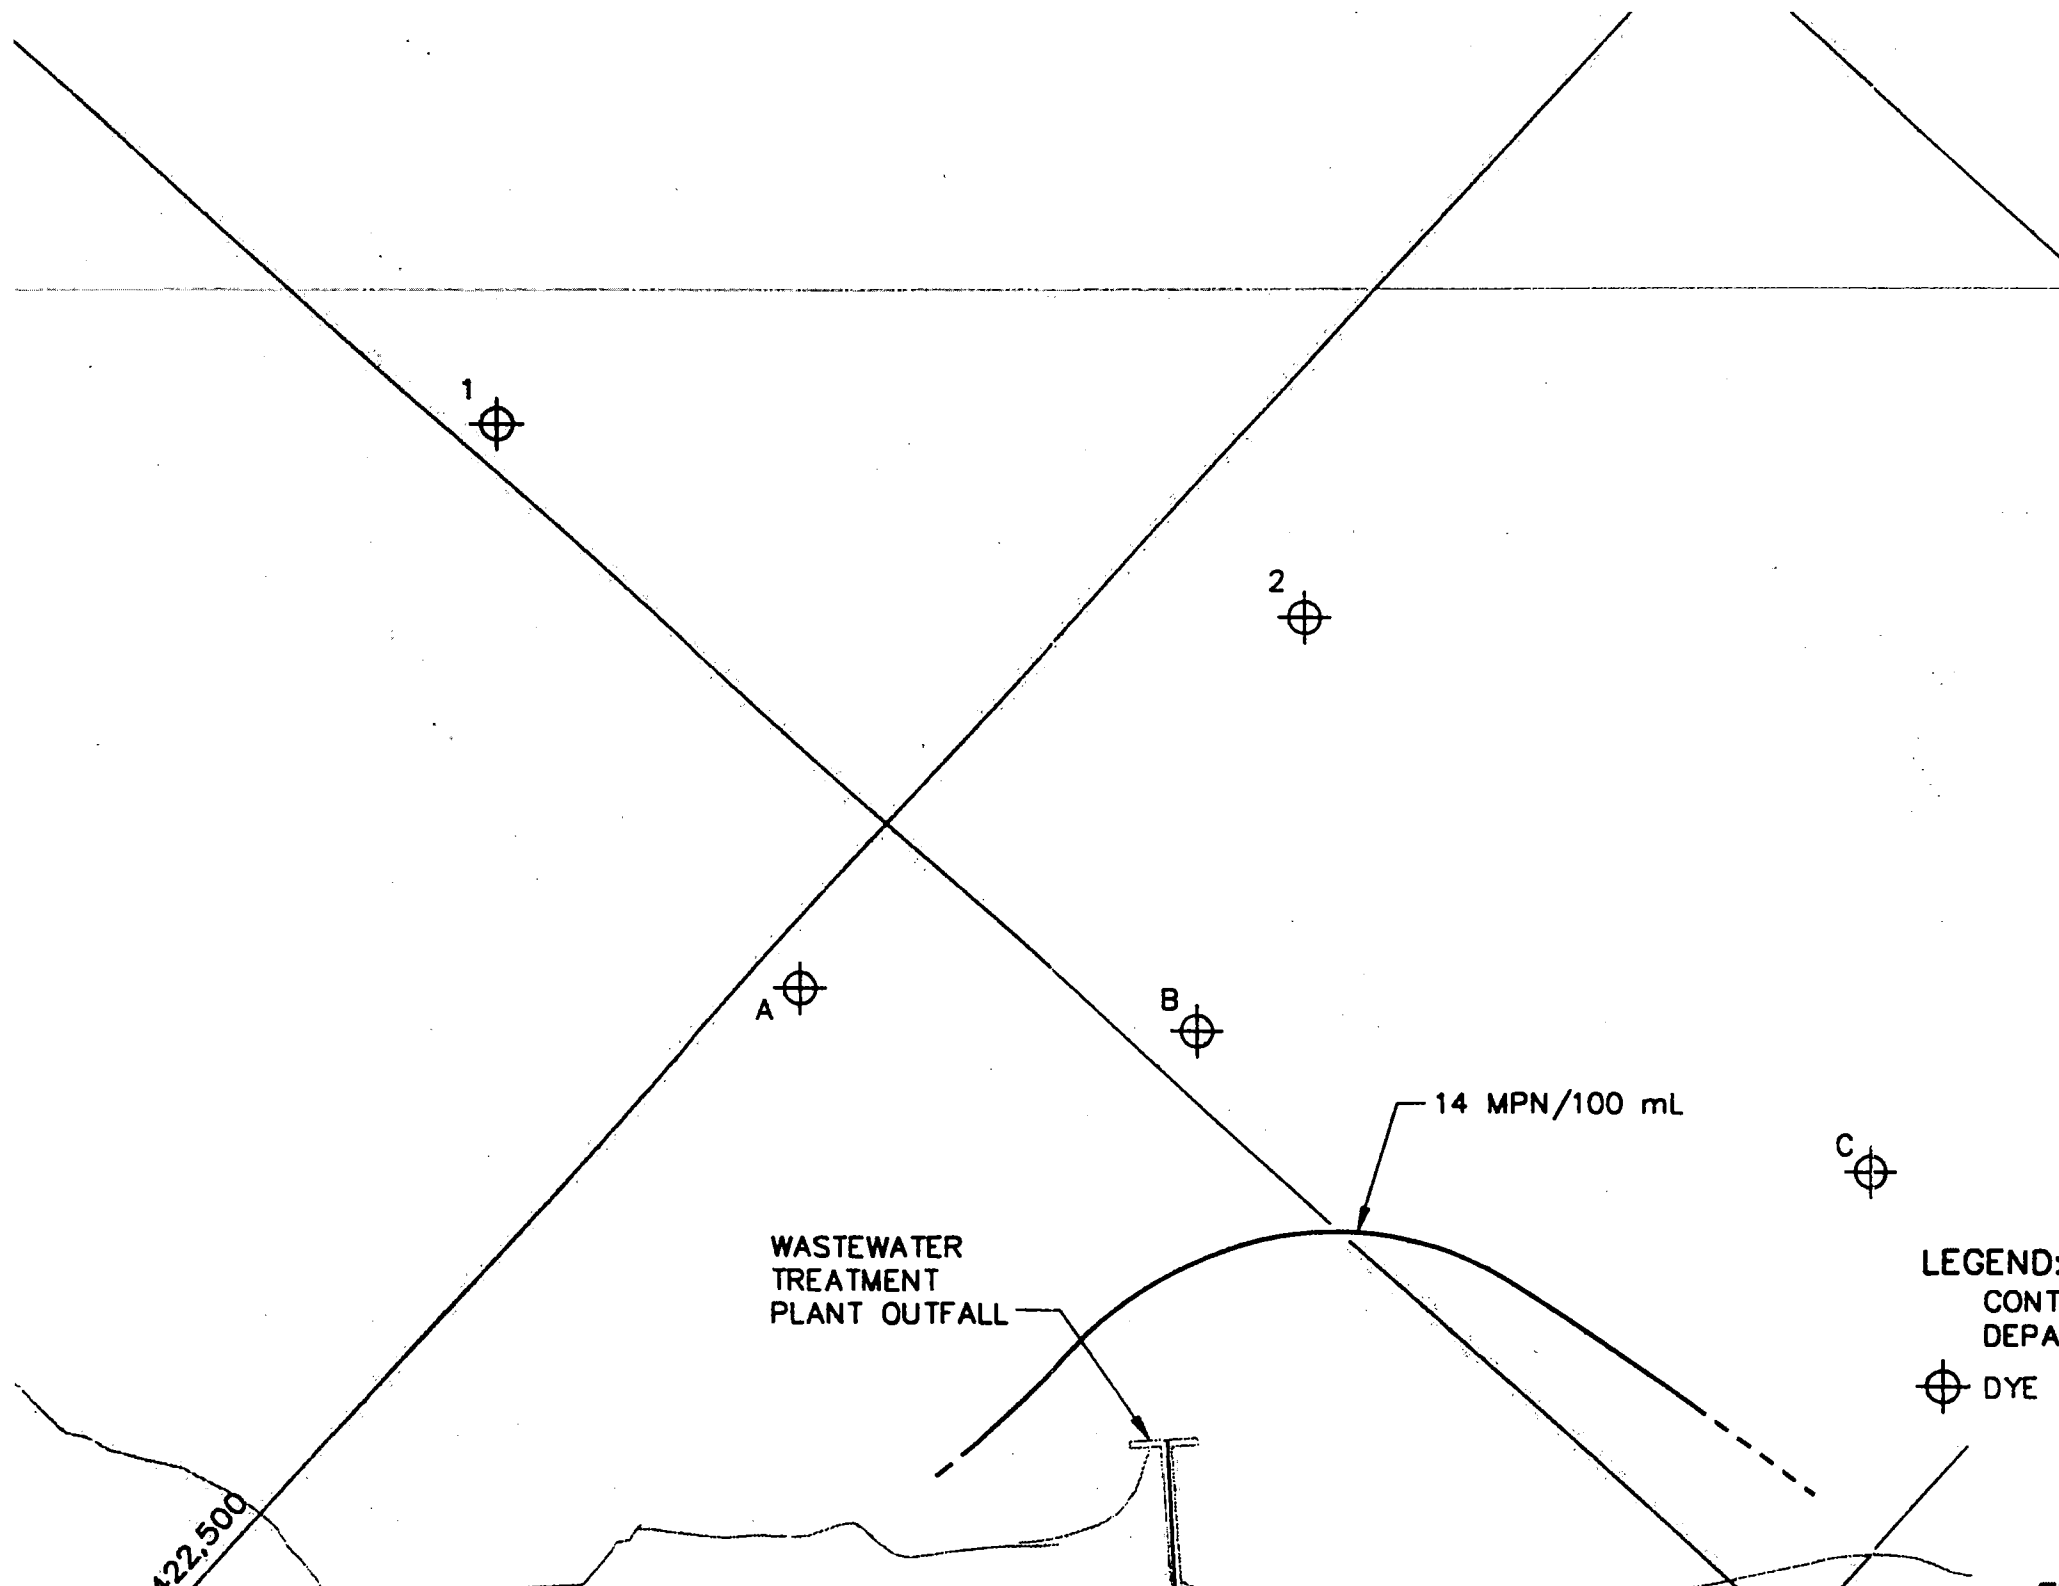 1
2
A
B
14 MPN/100 mL
C
WASTEWATER
TREATMENT
PLANT OUTFALL
LEGEND:
CONT
DEPA
DYE
422,500